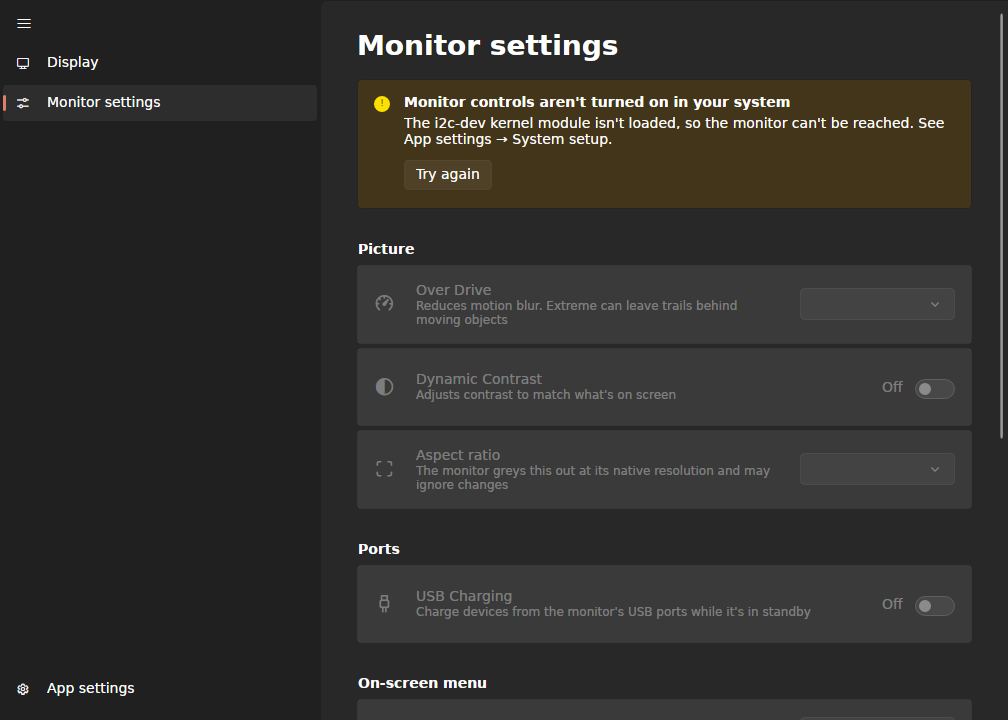 Display
Monitor settings
App settings
Monitor settings
Monitor controls aren't turned on in your system
The i2c-dev kernel module isn't loaded, so the monitor can't be reached. See
App settings → System setup.
Try again
Picture
Over Drive
Reduces motion blur. Extreme can leave trails behind
moving objects
Dynamic Contrast
Adjusts contrast to match what's on screen
Off
Aspect ratio
The monitor greys this out at its native resolution and may
ignore changes
Ports
USB Charging
Charge devices from the monitor's USB ports while it's in standby
Off
On-screen menu